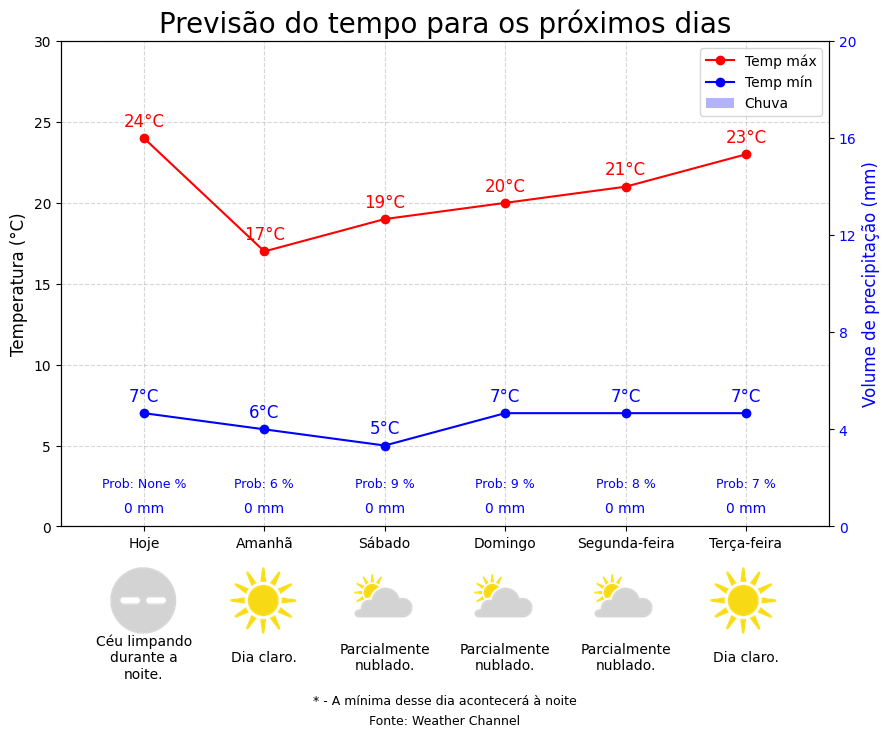 Previsão do tempo para os próximos dias
Temp máx
Temp mín
Chuva
Temperatura (°C)
Volume de precipitação (mm)
30
25
20
15
10
5
0
20
16
12
8
4
0
24°C
17°C
19°C
20°C
21°C
23°C
7°C
6°C
5°C
7°C
7°C
7°C
Prob: None %
Prob: 6 %
Prob: 9 %
Prob: 9 %
Prob: 8 %
Prob: 7 %
0 mm
0 mm
0 mm
0 mm
0 mm
0 mm
Hoje
Amanhã
Sábado
Domingo
Segunda-feira
Terça-feira
Céu limpando
durante a
noite.
Dia claro.
Parcialmente
nublado.
Parcialmente
nublado.
Parcialmente
nublado.
Dia claro.
* - A mínima desse dia acontecerá à noite
Fonte: Weather Channel